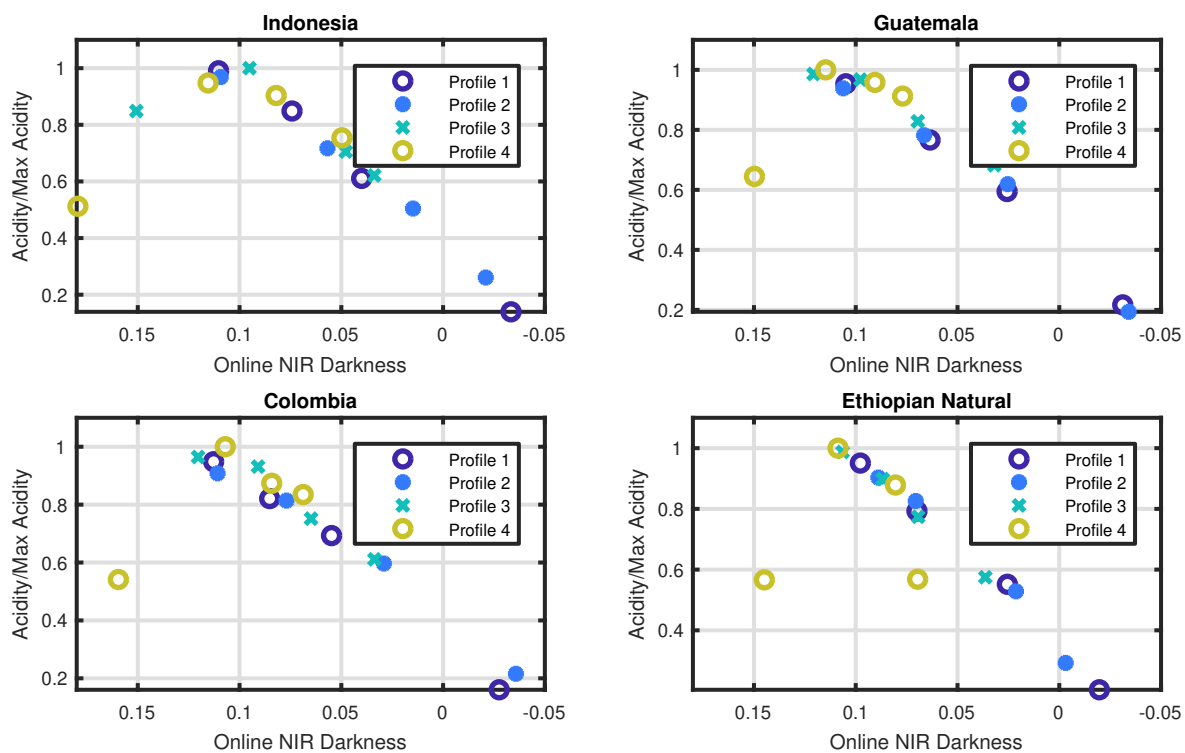 Indonesia
Acidity/Max Acidity
1
0.8
0.6
0.4
0.2
0.15 0.1 0.05 0 -0.05
Online NIR Darkness
Profile 1
Profile 2
Profile 3
Profile 4
Guatemala
Acidity/Max Acidity
1
0.8
0.6
0.4
0.2
0.15 0.1 0.05 0 -0.05
Online NIR Darkness
Profile 1
Profile 2
Profile 3
Profile 4
Colombia
Acidity/Max Acidity
1
0.8
0.6
0.4
0.2
0.15 0.1 0.05 0 -0.05
Online NIR Darkness
Profile 1
Profile 2
Profile 3
Profile 4
Ethiopian Natural
Acidity/Max Acidity
1
0.8
0.6
0.4
0.15 0.1 0.05 0 -0.05
Online NIR Darkness
Profile 1
Profile 2
Profile 3
Profile 4